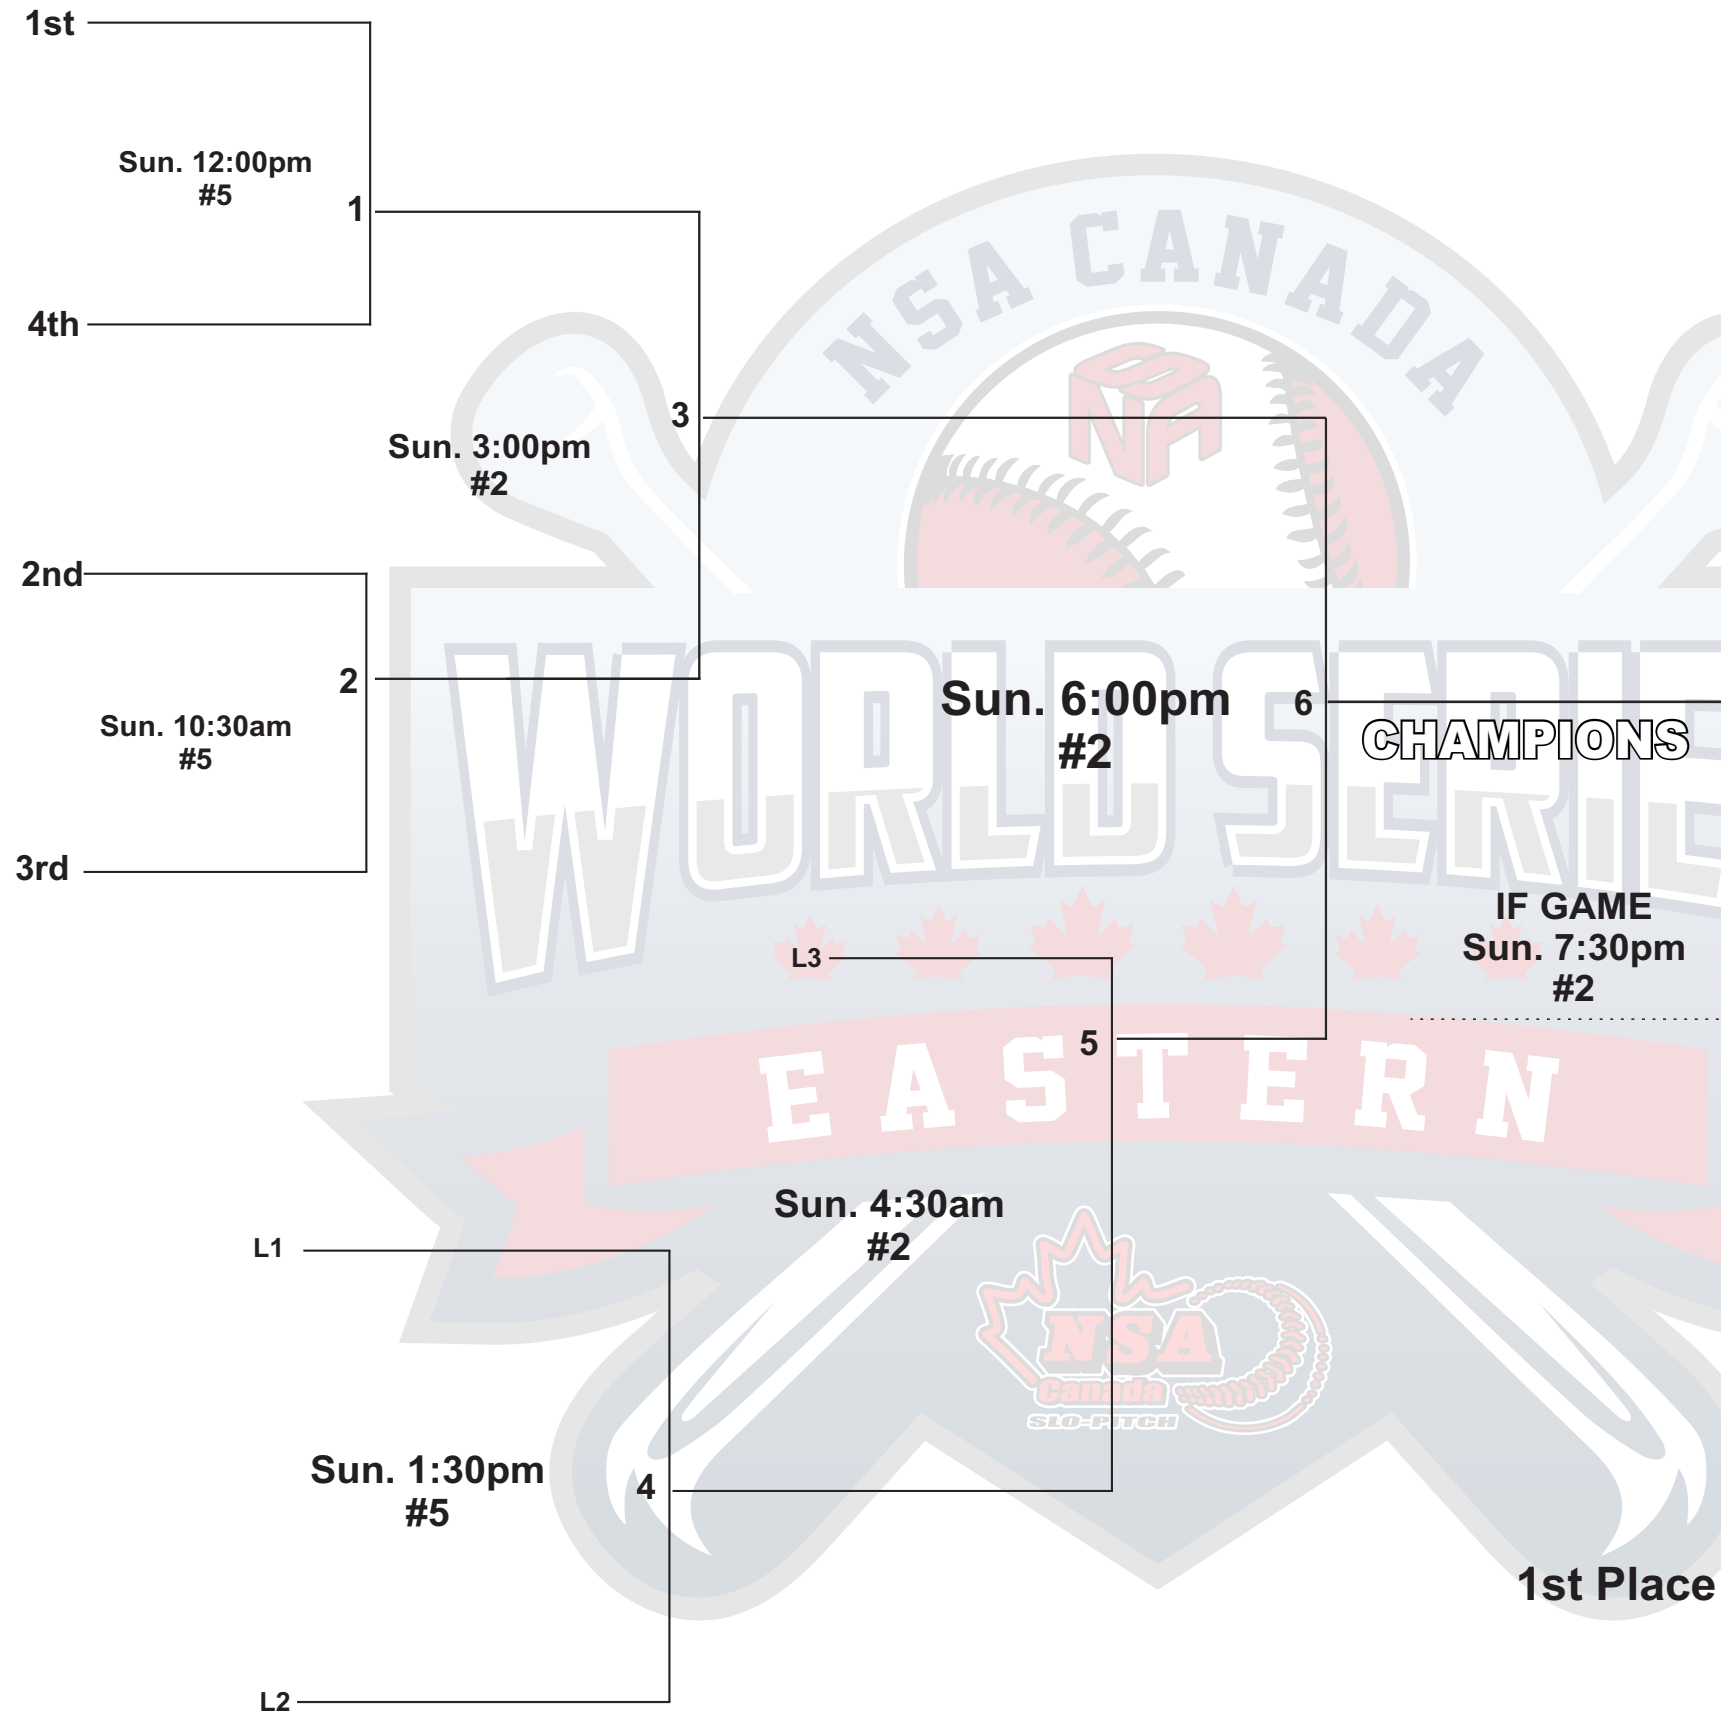 1st
Sun. 12:00pm
#5
1
4th
3
Sun. 3:00pm
#2
2nd
2
Sun. 10:30am
#5
3rd
Sun. 6:00pm
#2
6
CHAMPIONS
IF GAME
Sun. 7:30pm
#2
L3
5
Sun. 4:30am
#2
L1
Sun. 1:30pm
#5
4
L2
1st Place
NSA CANADA
NSA
WORLD SERIE
EASTERN
NSA
Canada
SLO-PITCH